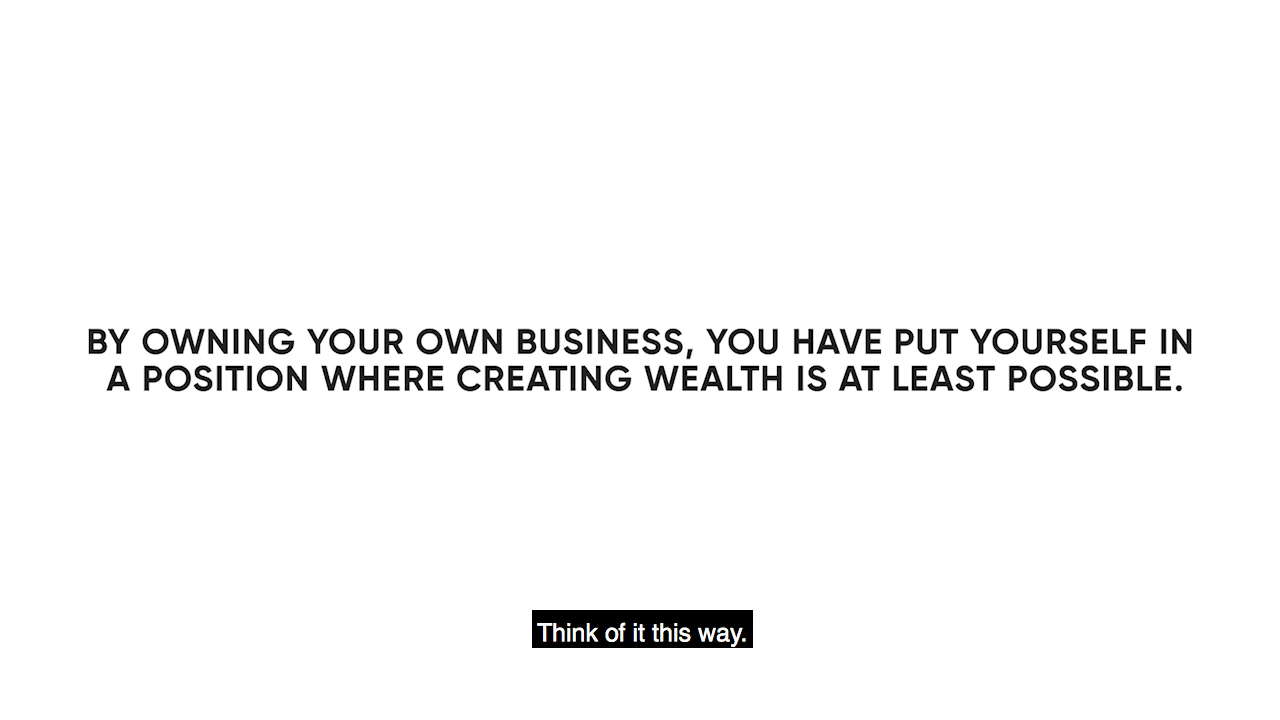 BY OWNING YOUR OWN BUSINESS, YOU HAVE PUT YOURSELF IN
A POSITION WHERE CREATING WEALTH IS AT LEAST POSSIBLE.
Think of it this way.